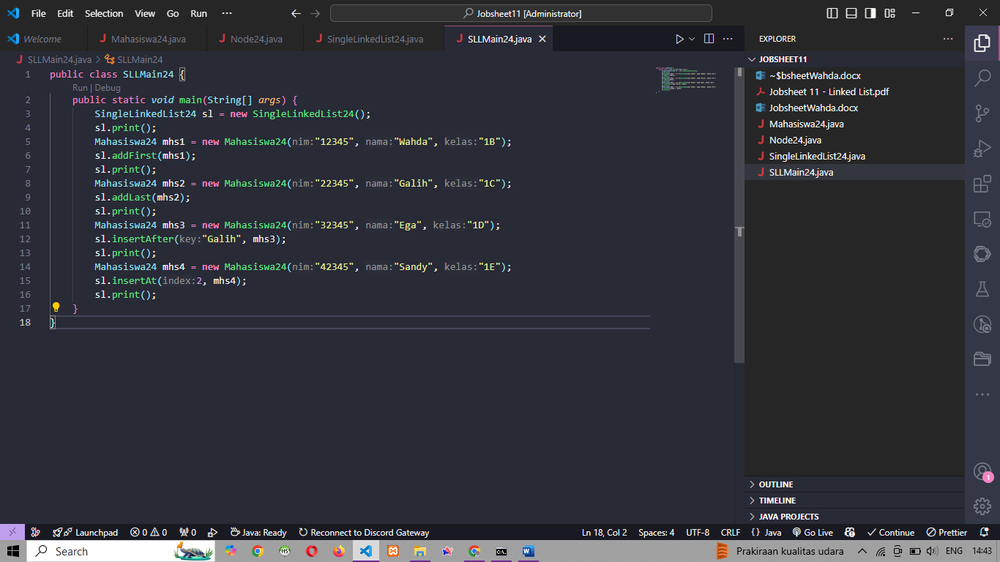 File Edit Selection View Go Run ··· Jobsheet11 [Administrator]
Welcome Mahasiswa24.java Node24.java SingleLinkedList24.java SLLMain24.java
SLLMain24.java > SLLMain24
1 public class SLLMain24 {
Run | Debug
2 public static void main(String[] args) {
3 SingleLinkedList24 sl = new SingleLinkedList24();
4 sl.print();
5 Mahasiswa24 mhs1 = new Mahasiswa24(nim:"12345", nama:"Wahda", kelas:"1B");
6 sl.addFirst(mhs1);
7 sl.print();
8 Mahasiswa24 mhs2 = new Mahasiswa24(nim:"22345", nama:"Galih", kelas:"1C");
9 sl.addLast(mhs2);
10 sl.print();
11 Mahasiswa24 mhs3 = new Mahasiswa24(nim:"32345", nama:"Ega", kelas:"1D");
12 sl.insertAfter(key:"Galih", mhs3);
13 sl.print();
14 Mahasiswa24 mhs4 = new Mahasiswa24(nim:"42345", nama:"Sandy", kelas:"1E");
15 sl.insertAt(index:2, mhs4);
16 sl.print();
17 }
18 }
EXPLORER
JOBSHEET11
~$bsheetWahda.docx
Jobsheet 11 - Linked List.pdf
JobsheetWahda.docx
Mahasiswa24.java
Node24.java
SingleLinkedList24.java
SLLMain24.java
OUTLINE
TIMELINE
JAVA PROJECTS
1
Launchpad 0 0 0 Java: Ready Reconnect to Discord Gateway Ln 18, Col 2 Spaces: 4 UTF-8 CRLF {} Java Go Live Continue Prettier
Search Prakiraan kualitas udara ENG 14:43